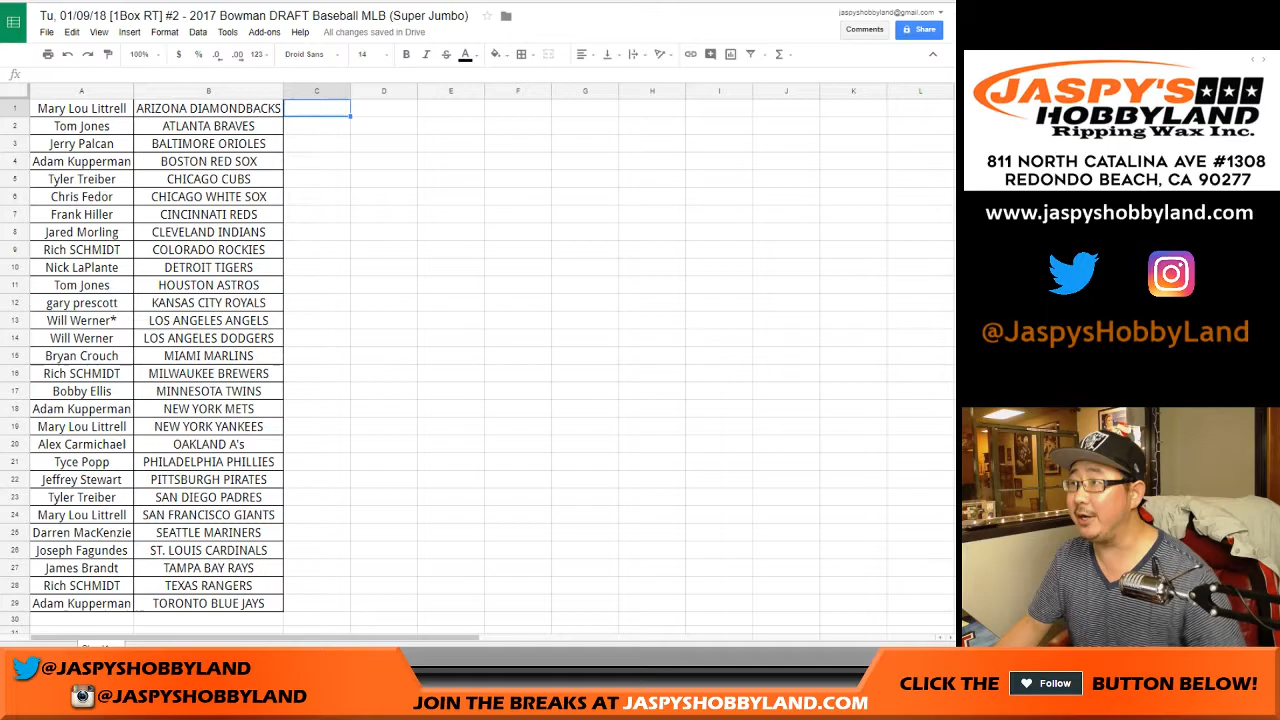 Tu, 01/09/18 [1Box RT] #2 - 2017 Bowman DRAFT Baseball MLB (Super Jumbo)
jaspyshobbyland@gmail.com
File Edit View Insert Format Data Tools Add-ons Help All changes saved in Drive
Comments
Share
100% $ % .0 .00 123 Droid Sans 14 B I S A
fx
A B C D E F G H I J K L
1 Mary Lou Littrell ARIZONA DIAMONDBACKS
2 Tom Jones ATLANTA BRAVES
3 Jerry Palcan BALTIMORE ORIOLES
4 Adam Kupperman BOSTON RED SOX
5 Tyler Treiber CHICAGO CUBS
6 Chris Fedor CHICAGO WHITE SOX
7 Frank Hiller CINCINNATI REDS
8 Jared Morling CLEVELAND INDIANS
9 Rich SCHMIDT COLORADO ROCKIES
10 Nick LaPlante DETROIT TIGERS
11 Tom Jones HOUSTON ASTROS
12 gary prescott KANSAS CITY ROYALS
13 Will Werner* LOS ANGELES ANGELS
14 Will Werner LOS ANGELES DODGERS
15 Bryan Crouch MIAMI MARLINS
16 Rich SCHMIDT MILWAUKEE BREWERS
17 Bobby Ellis MINNESOTA TWINS
18 Adam Kupperman NEW YORK METS
19 Mary Lou Littrell NEW YORK YANKEES
20 Alex Carmichael OAKLAND A's
21 Tyce Popp PHILADELPHIA PHILLIES
22 Jeffrey Stewart PITTSBURGH PIRATES
23 Tyler Treiber SAN DIEGO PADRES
24 Mary Lou Littrell SAN FRANCISCO GIANTS
25 Darren MacKenzie SEATTLE MARINERS
26 Joseph Fagundes ST. LOUIS CARDINALS
27 James Brandt TAMPA BAY RAYS
28 Rich SCHMIDT TEXAS RANGERS
29 Adam Kupperman TORONTO BLUE JAYS
30
JASPY'S
HOBBYLAND
Ripping Wax Inc.
811 NORTH CATALINA AVE #1308
REDONDO BEACH, CA 90277
www.jaspyshobbyland.com
@JaspysHobbyLand
@JASPYSHOBBYLAND
@JASPYSHOBBYLAND
JOIN THE BREAKS AT JASPYSHOBBYLAND.COM
CLICK THE Follow BUTTON BELOW!